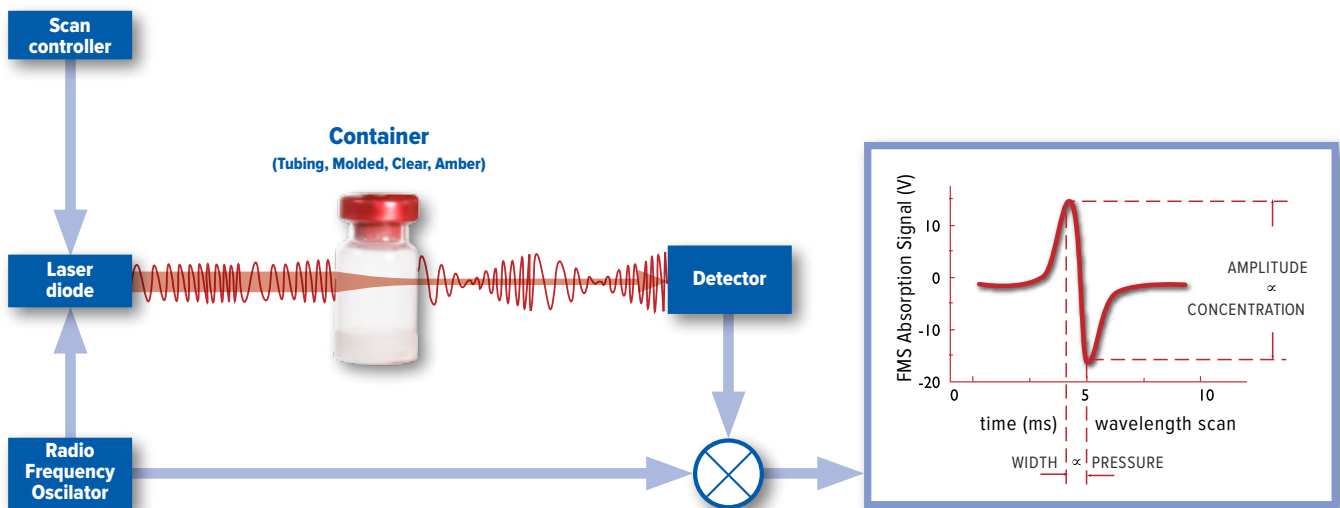 Scan
controller
Container
(Tubing, Molded, Clear, Amber)
Laser
diode
Detector
Radio
Frequency
Oscilator
FMS Absorption Signal (V)
10
0
-10
-20
0
5
10
time (ms)
wavelength scan
AMPLITUDE
∝
CONCENTRATION
WIDTH ∝ PRESSURE